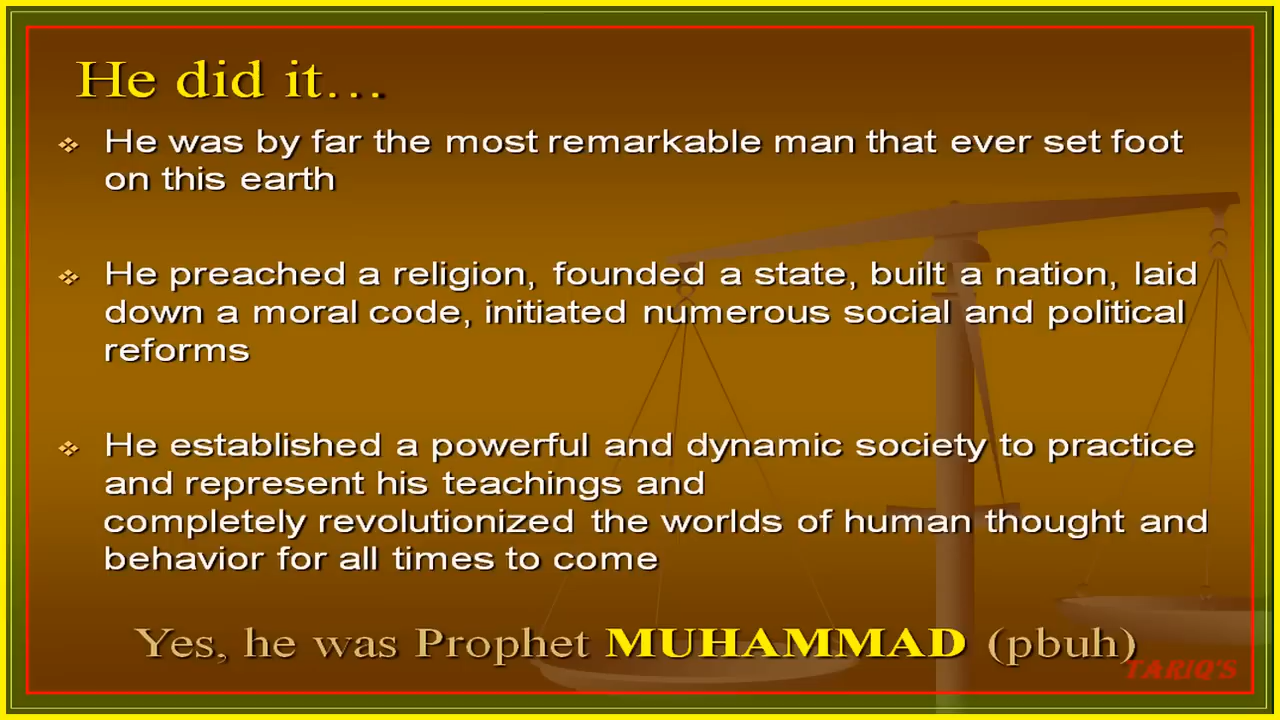 He did it...
He was by far the most remarkable man that ever set foot
on this earth
He preached a religion, founded a state, built a nation, laid
down a moral code, initiated numerous social and political
reforms
He established a powerful and dynamic society to practice
and represent his teachings and
completely revolutionized the worlds of human thought and
behavior for all times to come
Yes, he was Prophet MUHAMMAD (pbuh)
TARIQ'S